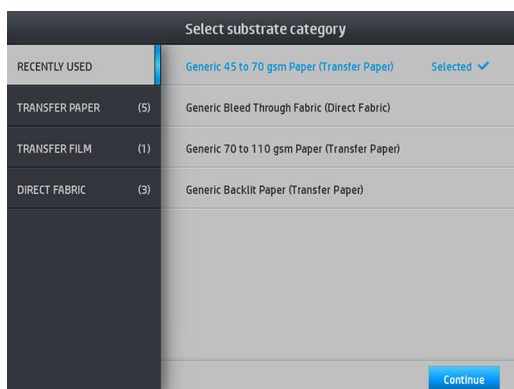 Select substrate category
RECENTLY USED
TRANSFER PAPER (5)
TRANSFER FILM (1)
DIRECT FABRIC (3)
Generic 45 to 70 gsm Paper (Transfer Paper) Selected ✓
Generic Bleed Through Fabric (Direct Fabric)
Generic 70 to 110 gsm Paper (Transfer Paper)
Generic Backlit Paper (Transfer Paper)
Continue